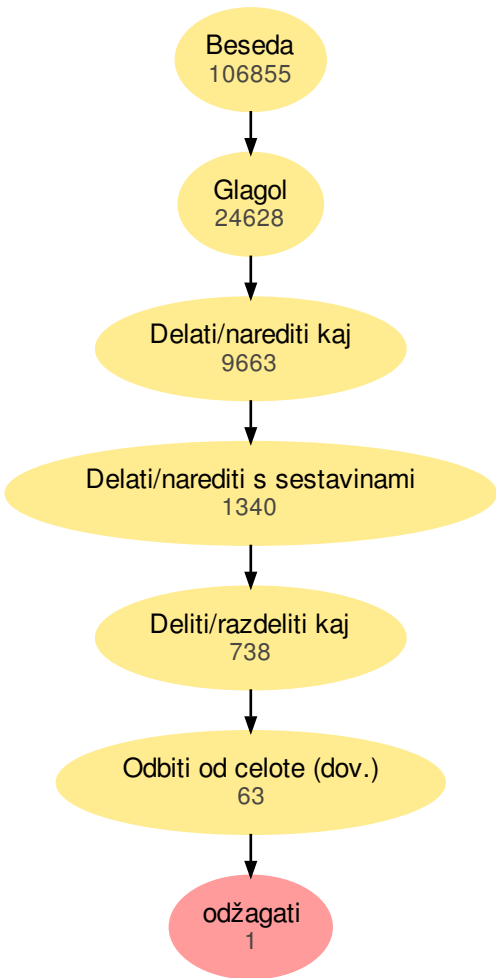 Beseda
106855
Glagol
24628
Delati/narediti kaj
9663
Delati/narediti s sestavinami
1340
Deliti/razdeliti kaj
738
Odbiti od celote (dov.)
63
odžagati
1